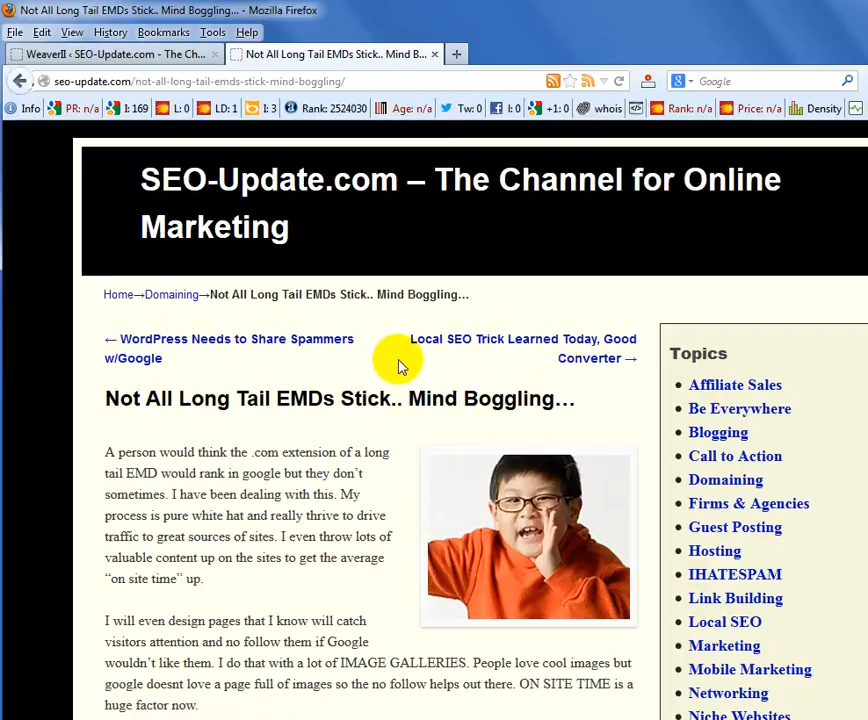 Not All Long Tail EMDs Stick.. Mind Boggling... - Mozilla Firefox
File Edit View History Bookmarks Tools Help
WeaverII ‹ SEO-Update.com - The Ch... × Not All Long Tail EMDs Stick.. Mind B... × +
seo-update.com/not-all-long-tail-emds-stick-mind-boggling/ Google
Info PR: n/a I: 169 L: 0 LD: 1 I: 3 Rank: 2524030 Age: n/a Tw: 0 I: 0 +1: 0 whois Rank: n/a Price: n/a Density
SEO-Update.com – The Channel for Online
Marketing
Home→Domaining→Not All Long Tail EMDs Stick.. Mind Boggling…
← WordPress Needs to Share Spammers
w/Google
Local SEO Trick Learned Today, Good
Converter →
Not All Long Tail EMDs Stick.. Mind Boggling…
A person would think the .com extension of a long
tail EMD would rank in google but they don’t
sometimes. I have been dealing with this. My
process is pure white hat and really thrive to drive
traffic to great sources of sites. I even throw lots of
valuable content up on the sites to get the average
“on site time” up.
I will even design pages that I know will catch
visitors attention and no follow them if Google
wouldn’t like them. I do that with a lot of IMAGE GALLERIES. People love cool images but
google doesnt love a page full of images so the no follow helps out there. ON SITE TIME is a
huge factor now.
Topics
Affiliate Sales
Be Everywhere
Blogging
Call to Action
Domaining
Firms & Agencies
Guest Posting
Hosting
IHATESPAM
Link Building
Local SEO
Marketing
Mobile Marketing
Networking
Niche Websites